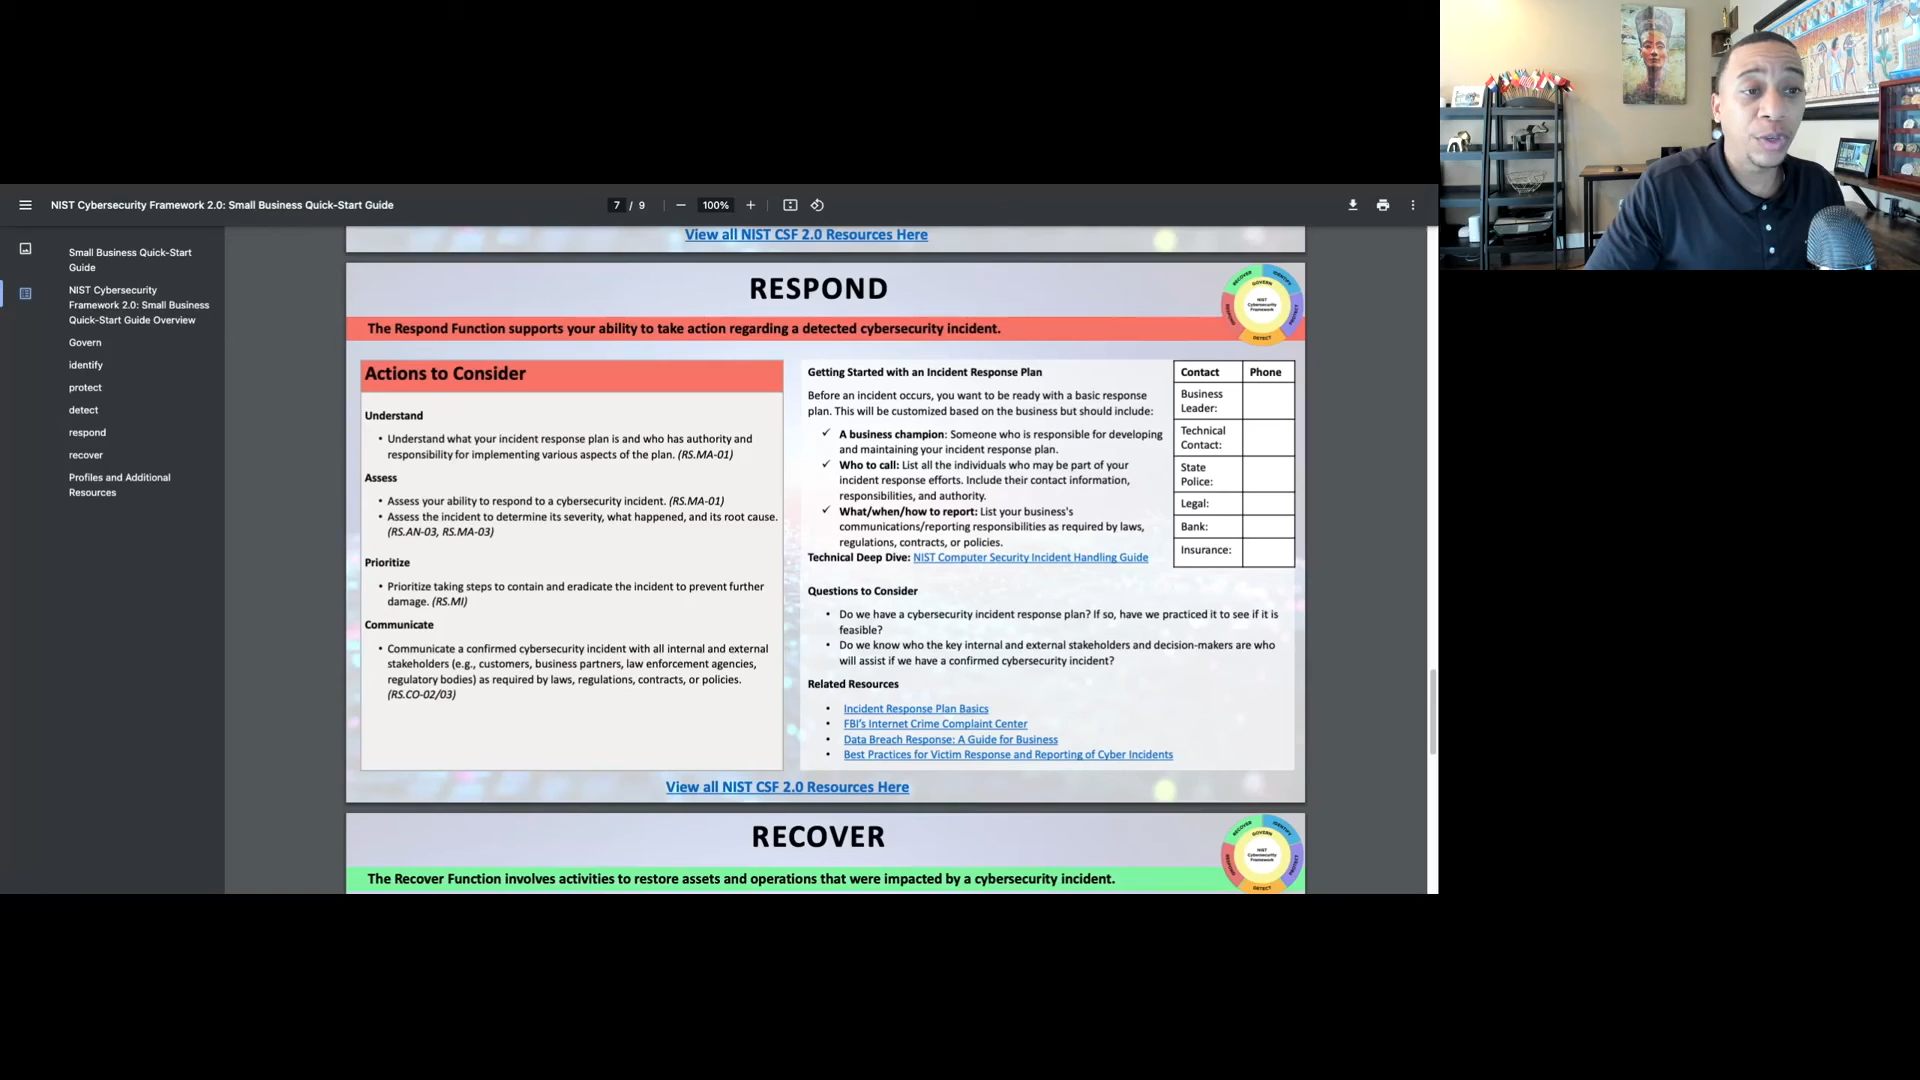 NIST Cybersecurity Framework 2.0: Small Business Quick-Start Guide
7 / 9
100%
Small Business Quick-Start
Guide
NIST Cybersecurity
Framework 2.0: Small Business
Quick-Start Guide Overview
Govern
identify
protect
detect
respond
recover
Profiles and Additional
Resources
View all NIST CSF 2.0 Resources Here
RESPOND
RECOVER
IDENTIFY
GOVERN
NIST
Cybersecurity
Framework
RESPOND
PROTECT
DETECT
The Respond Function supports your ability to take action regarding a detected cybersecurity incident.
Actions to Consider
Understand
• Understand what your incident response plan is and who has authority and
responsibility for implementing various aspects of the plan. (RS.MA-01)
Assess
• Assess your ability to respond to a cybersecurity incident. (RS.MA-01)
• Assess the incident to determine its severity, what happened, and its root cause.
(RS.AN-03, RS.MA-03)
Prioritize
• Prioritize taking steps to contain and eradicate the incident to prevent further
damage. (RS.MI)
Communicate
• Communicate a confirmed cybersecurity incident with all internal and external
stakeholders (e.g., customers, business partners, law enforcement agencies,
regulatory bodies) as required by laws, regulations, contracts, or policies.
(RS.CO-02/03)
Getting Started with an Incident Response Plan
Before an incident occurs, you want to be ready with a basic response
plan. This will be customized based on the business but should include:
✓ A business champion: Someone who is responsible for developing
and maintaining your incident response plan.
✓ Who to call: List all the individuals who may be part of your
incident response efforts. Include their contact information,
responsibilities, and authority.
✓ What/when/how to report: List your business's
communications/reporting responsibilities as required by laws,
regulations, contracts, or policies.
Technical Deep Dive: NIST Computer Security Incident Handling Guide
Contact Phone
Business
Leader:
Technical
Contact:
State
Police:
Legal:
Bank:
Insurance:
Questions to Consider
• Do we have a cybersecurity incident response plan? If so, have we practiced it to see if it is
feasible?
• Do we know who the key internal and external stakeholders and decision-makers are who
will assist if we have a confirmed cybersecurity incident?
Related Resources
• Incident Response Plan Basics
• FBI's Internet Crime Complaint Center
• Data Breach Response: A Guide for Business
• Best Practices for Victim Response and Reporting of Cyber Incidents
View all NIST CSF 2.0 Resources Here
RECOVER
RECOVER
IDENTIFY
GOVERN
NIST
Cybersecurity
Framework
RESPOND
PROTECT
DETECT
The Recover Function involves activities to restore assets and operations that were impacted by a cybersecurity incident.